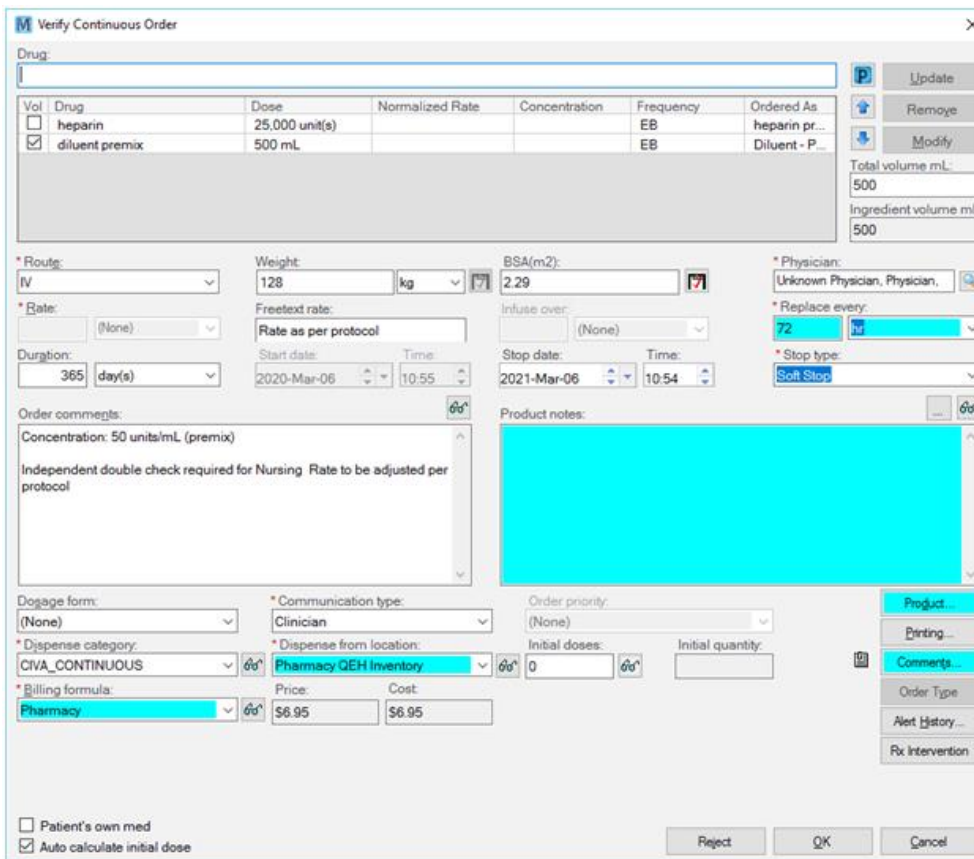 M Verify Continuous Order
Drug:
P Update
Vol Drug Dose Normalized Rate Concentration Frequency Ordered As
heparin 25,000 unit(s) EB heparin pr...
diluent premix 500 mL EB Diluent - P...
Remove
Modify
Total volume mL:
500
Ingredient volume ml
500
* Route: Weight: BSA(m2): * Physician:
IV 128 kg 2.29 Unknown Physician, Physician,
* Rate: Freetext rate: Infuse over: * Replace every:
(None) Rate as per protocol (None) 72 hr
Duration: Start date: Time: Stop date: Time: * Stop type:
365 day(s) 2020-Mar-06 10:55 2021-Mar-06 10:54 Soft Stop
Order comments: Product notes: ...
Concentration: 50 units/mL (premix)
Independent double check required for Nursing Rate to be adjusted per
protocol
Dosage form: * Communication type: Order priority:
(None) Clinician (None)
Product...
* Dispense category: * Dispense from location: Initial doses: Initial quantity:
Printing...
CIVA_CONTINUOUS Pharmacy QEH Inventory 0
Comments...
* Billing formula: Price: Cost:
Pharmacy $6.95 $6.95
Order Type
Alert History...
Rx Intervention
Patient's own med
Auto calculate initial dose
Reject OK Cancel